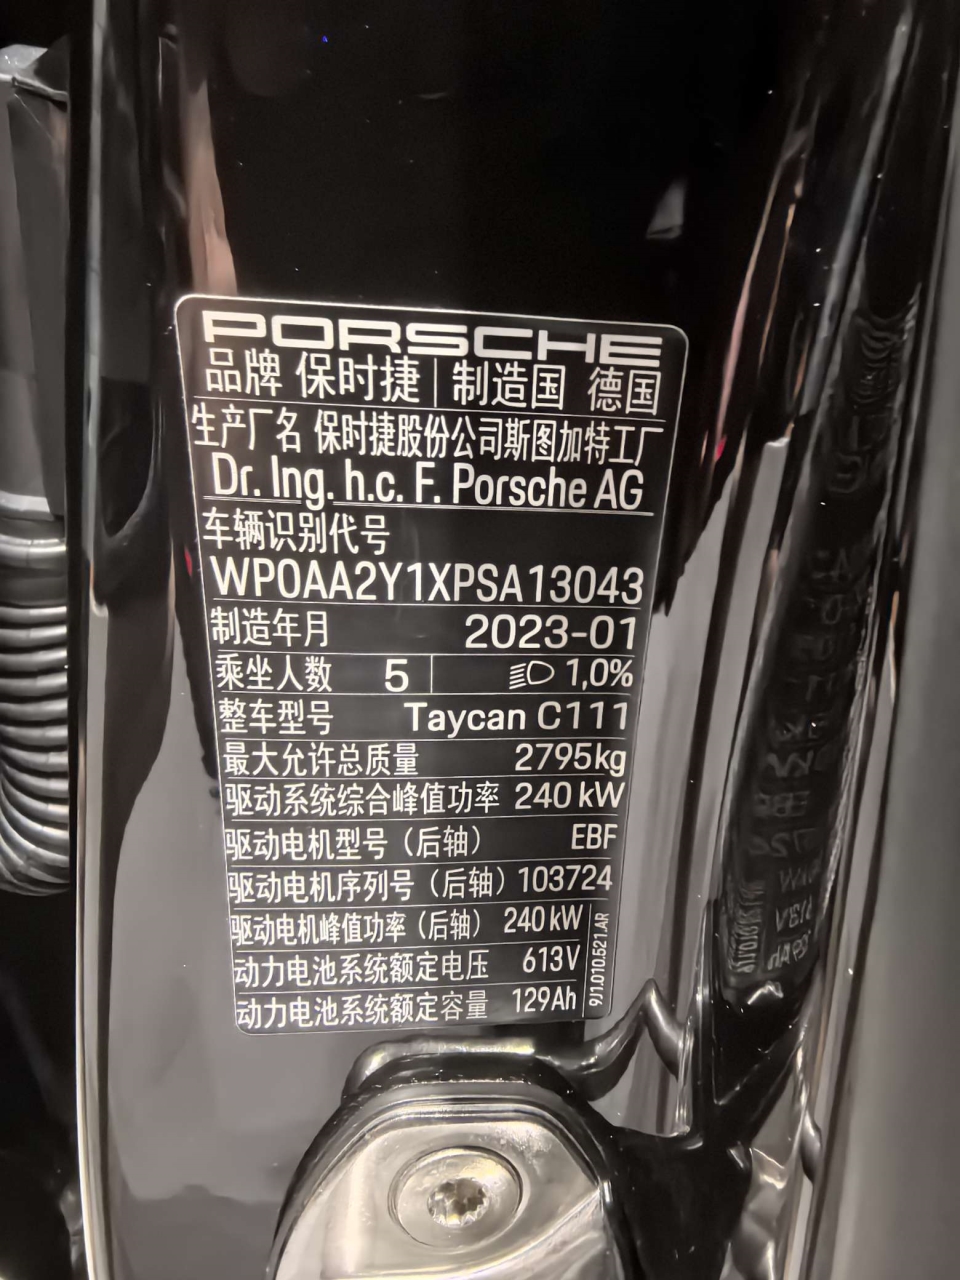 PORSCHE
品牌 保时捷 制造国 德国
生产厂名 保时捷股份公司斯图加特工厂
Dr. Ing. h.c. F. Porsche AG
车辆识别代号
WP0AA2Y1XPSA13043
制造年月 2023-01
乘坐人数 5 1,0%
整车型号 Taycan C111
最大允许总质量 2795kg
驱动系统综合峰值功率 240 kW
驱动电机型号（后轴） EBF
驱动电机序列号（后轴） 103724
驱动电机峰值功率（后轴） 240 kW
动力电池系统额定电压 613V
动力电池系统额定容量 129Ah
9J1.010.521.AR